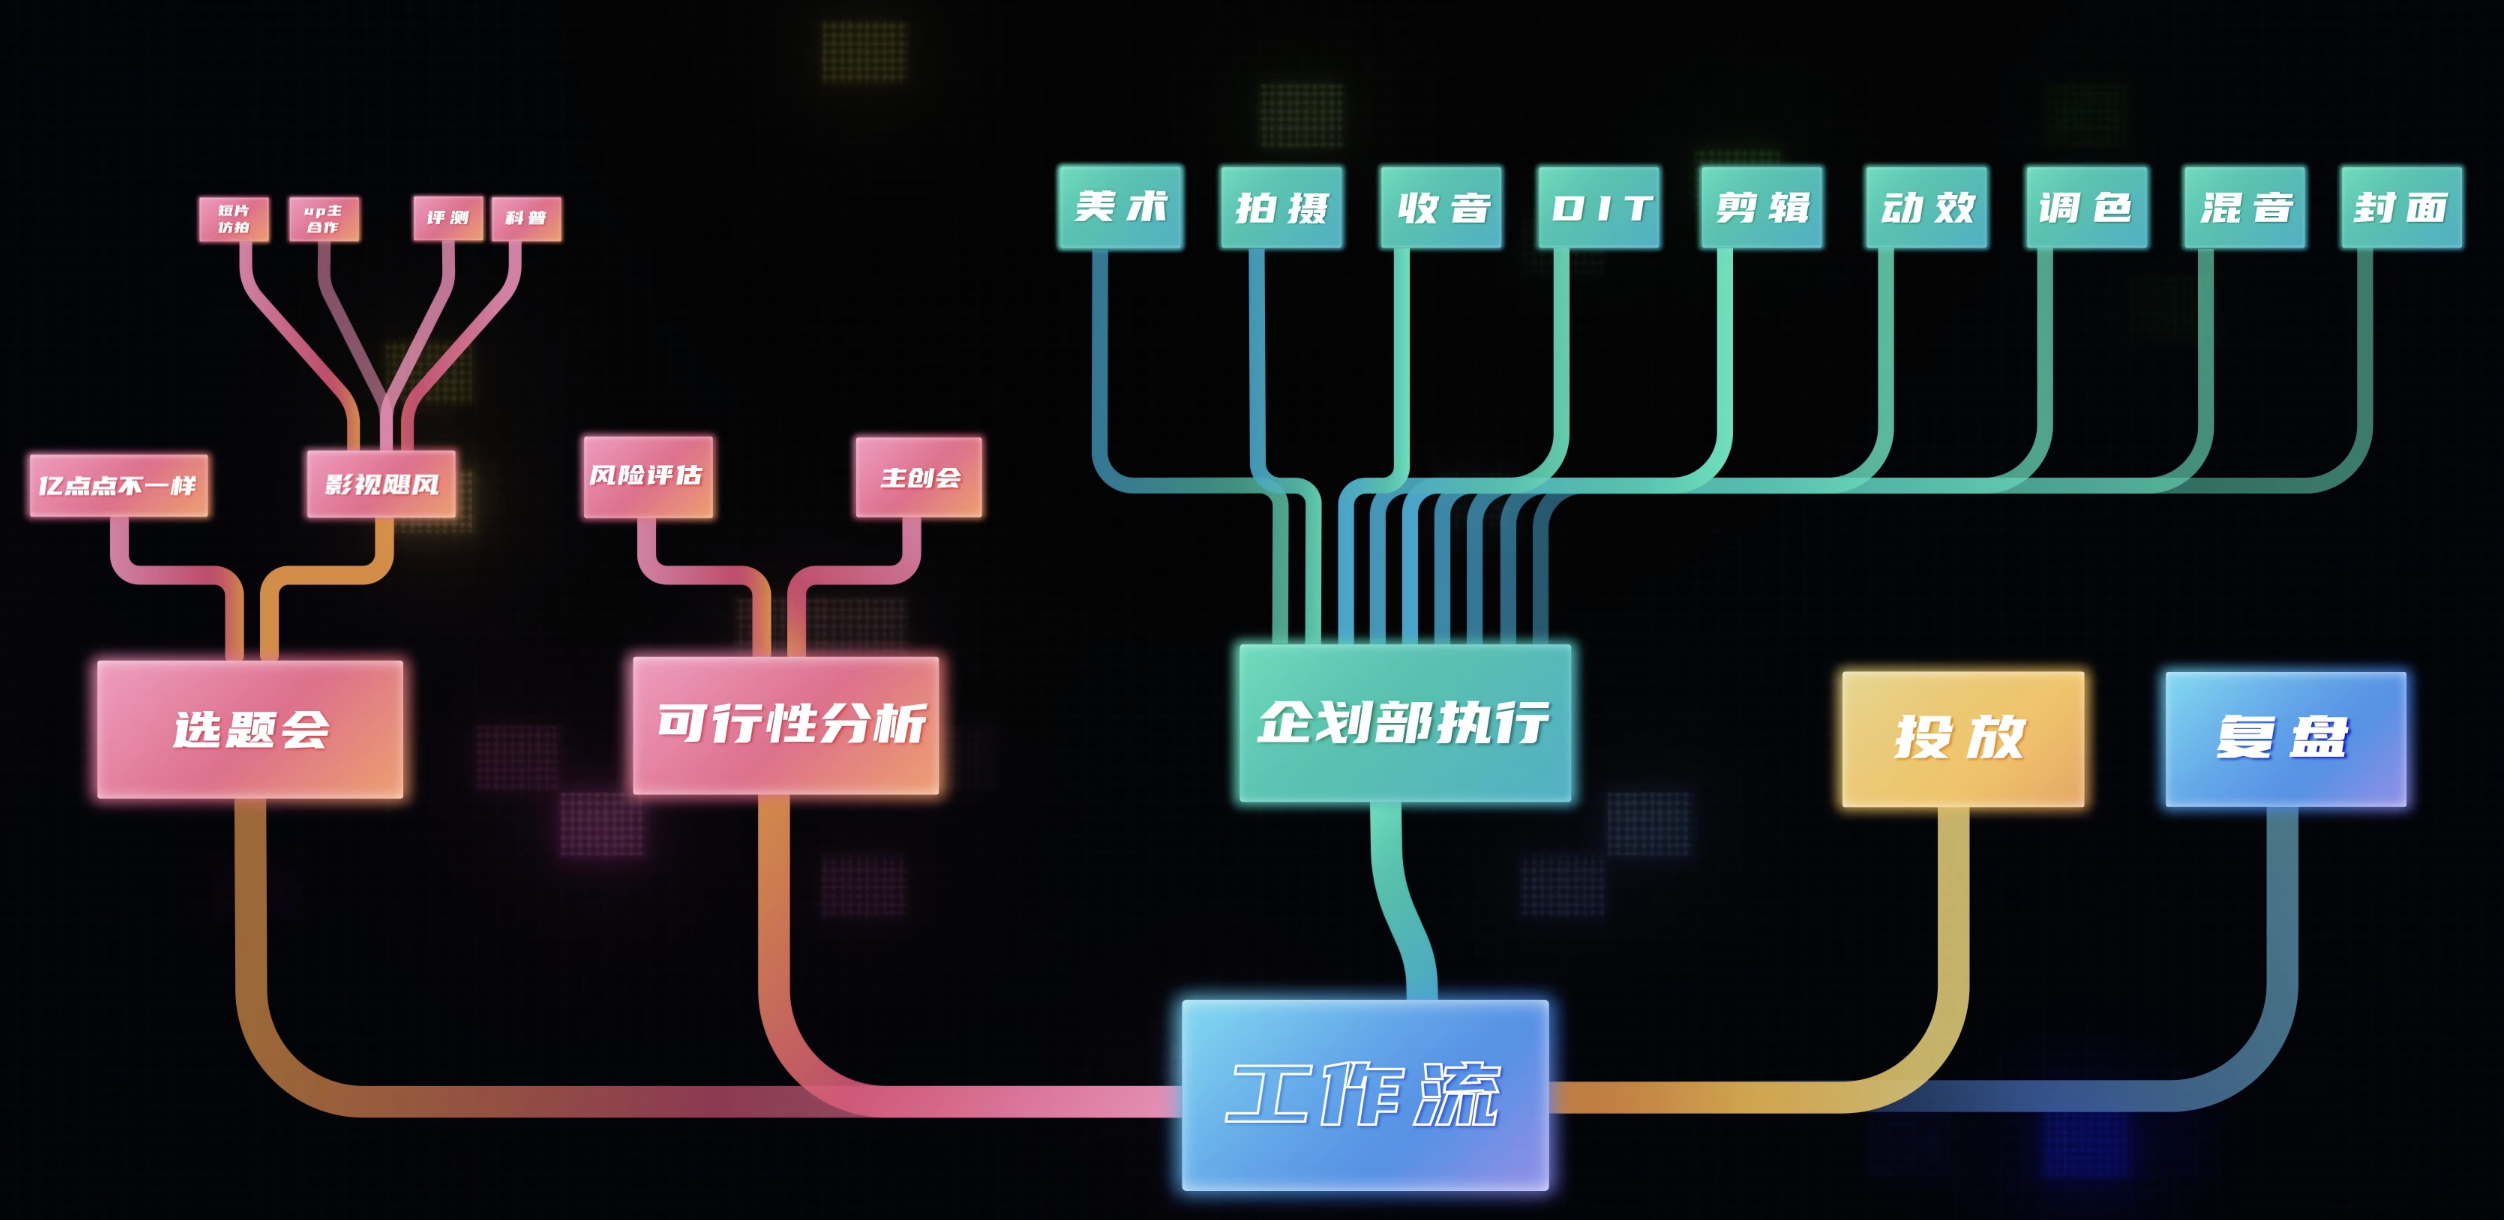 短片
仿拍
up主
合作
评测
科普
美术
拍摄
收音
DIT
剪辑
动效
调色
混音
封面
亿点点不一样
影视飓风
风险评估
主创会
选题会
可行性分析
企划部执行
投放
复盘
工作流